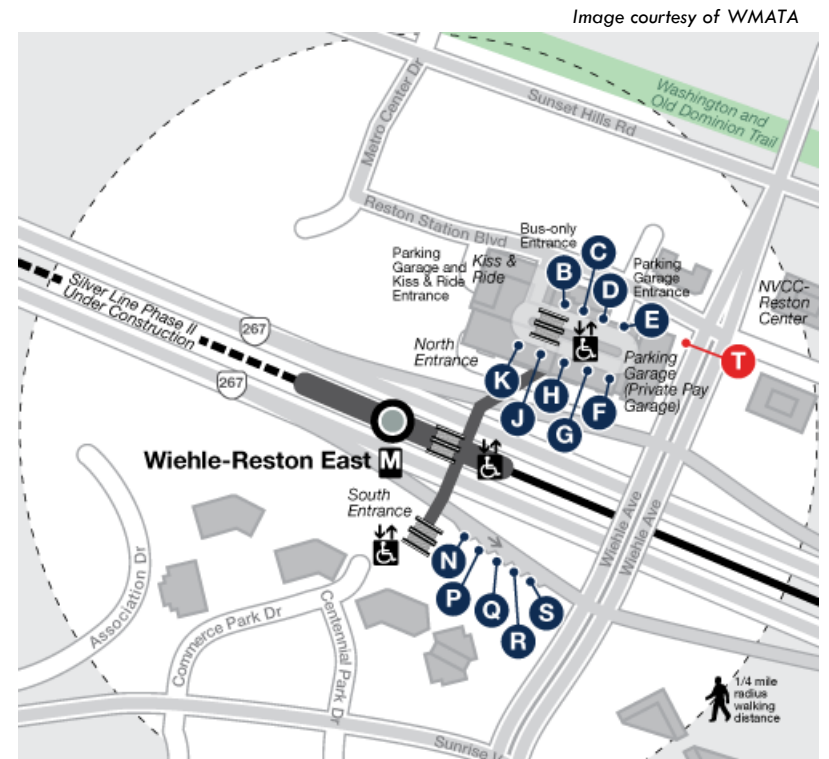 Image courtesy of WMATA
Washington and
Old Dominion Trail
Sunset Hills Rd
Metro Center Dr
Reston Station Blvd
Bus-only
Entrance
Parking
Garage and
Kiss & Ride
Entrance
Kiss &
Ride
B
C
D
E
Parking
Garage
Entrance
NVCC-
Reston
Center
Silver Line Phase II
Under Construction
267
267
North
Entrance
K
J
H
G
F
Parking
Garage
(Private Pay
Garage)
T
Wiehle-Reston East M
South
Entrance
Wiehle Ave
Wiehle Ave
N
P
Q
R
S
Association Dr
Commerce Park Dr
Centennial Park Dr
1/4 mile
radius
walking
distance
Sunrise